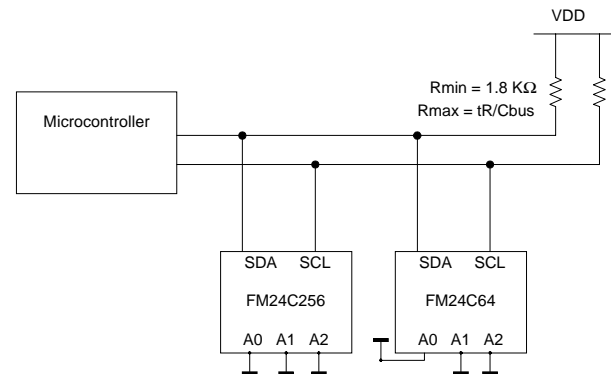 VDD
Rmin = 1.8 KΩ
Rmax = tR/Cbus
Microcontroller
SDA SCL
FM24C256
A0 A1 A2
SDA SCL
FM24C64
A0 A1 A2